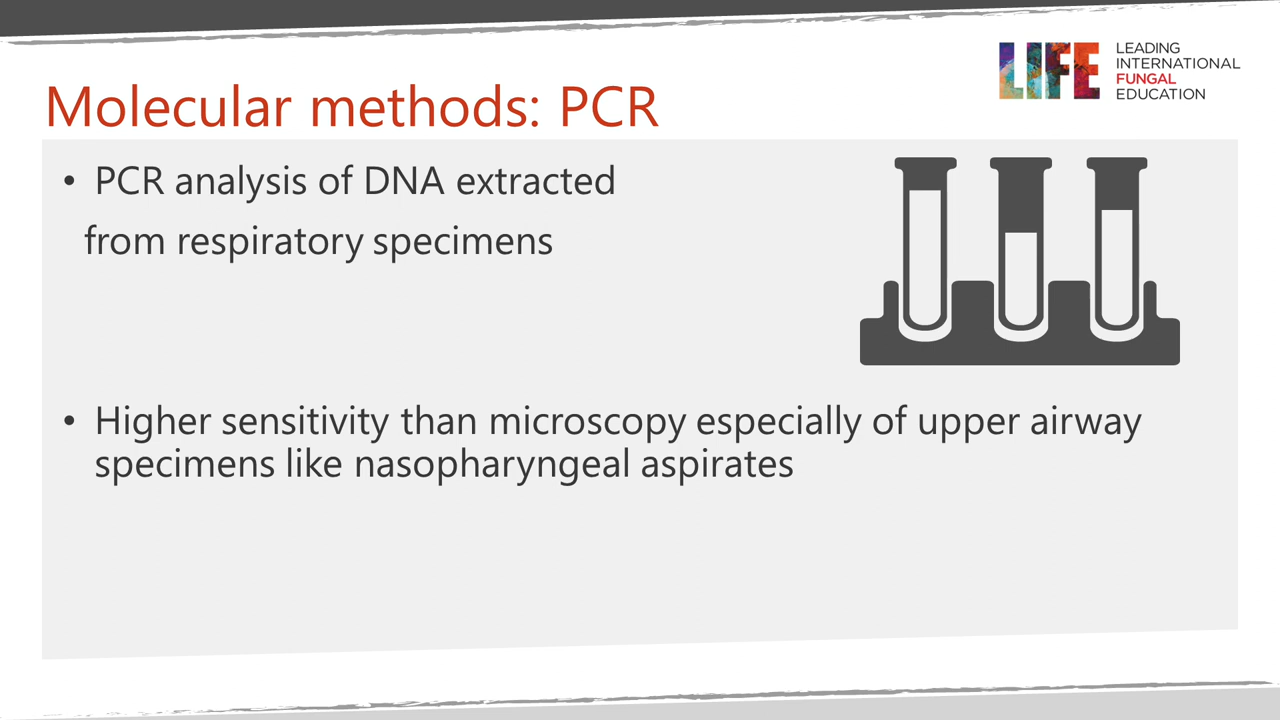 LIFE
LEADING
INTERNATIONAL
FUNGAL
EDUCATION
Molecular methods: PCR
• PCR analysis of DNA extracted
from respiratory specimens
• Higher sensitivity than microscopy especially of upper airway
specimens like nasopharyngeal aspirates